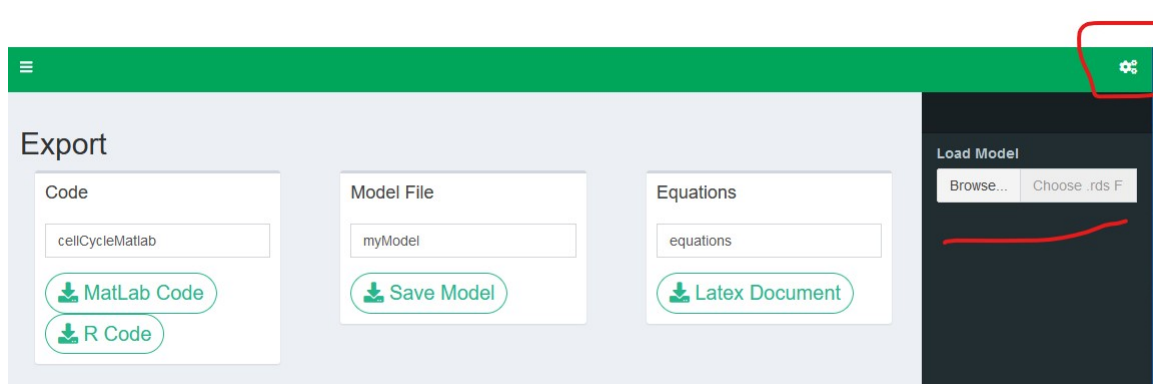 Export
Code
cellCycleMatlab
MatLab Code
R Code
Model File
myModel
Save Model
Equations
equations
Latex Document
Load Model
Browse... Choose .rds F